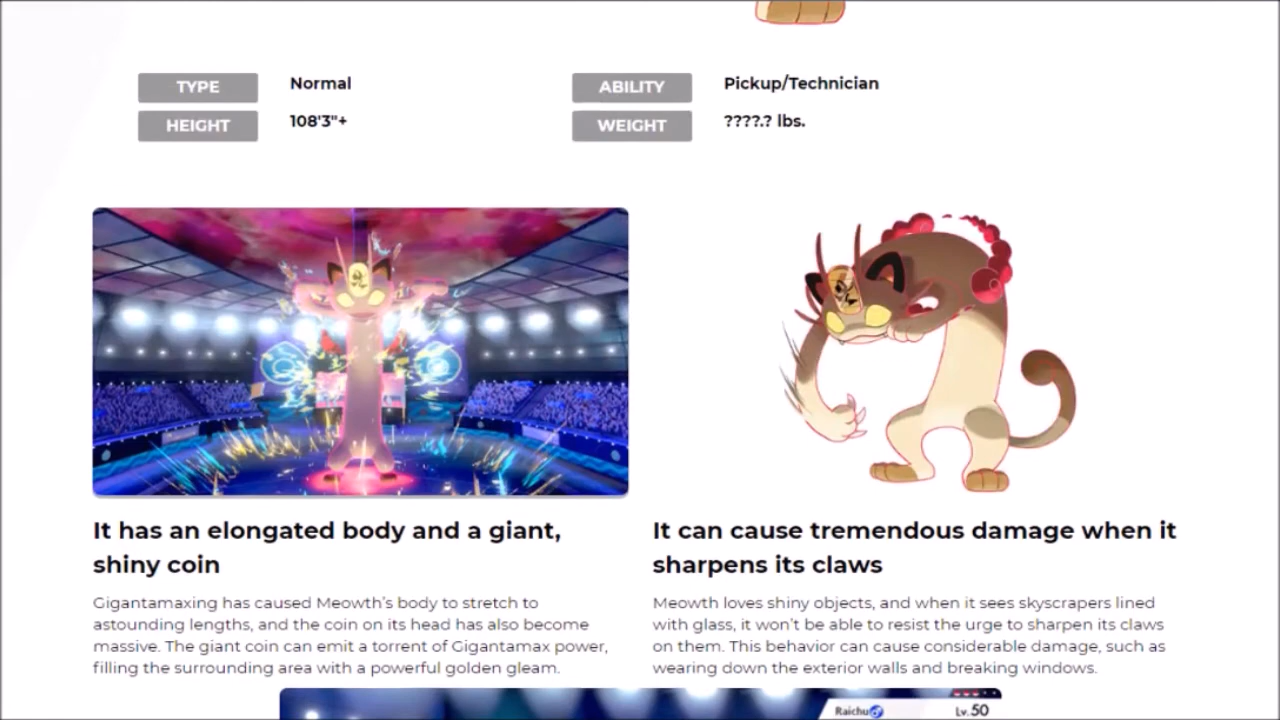 TYPE Normal ABILITY Pickup/Technician
HEIGHT 108'3"+ WEIGHT ????.? lbs.
It has an elongated body and a giant,
shiny coin
Gigantamaxing has caused Meowth's body to stretch to
astounding lengths, and the coin on its head has also become
massive. The giant coin can emit a torrent of Gigantamax power,
filling the surrounding area with a powerful golden gleam.
It can cause tremendous damage when it
sharpens its claws
Meowth loves shiny objects, and when it sees skyscrapers lined
with glass, it won't be able to resist the urge to sharpen its claws
on them. This behavior can cause considerable damage, such as
wearing down the exterior walls and breaking windows.
Raichu♂ Lv.50